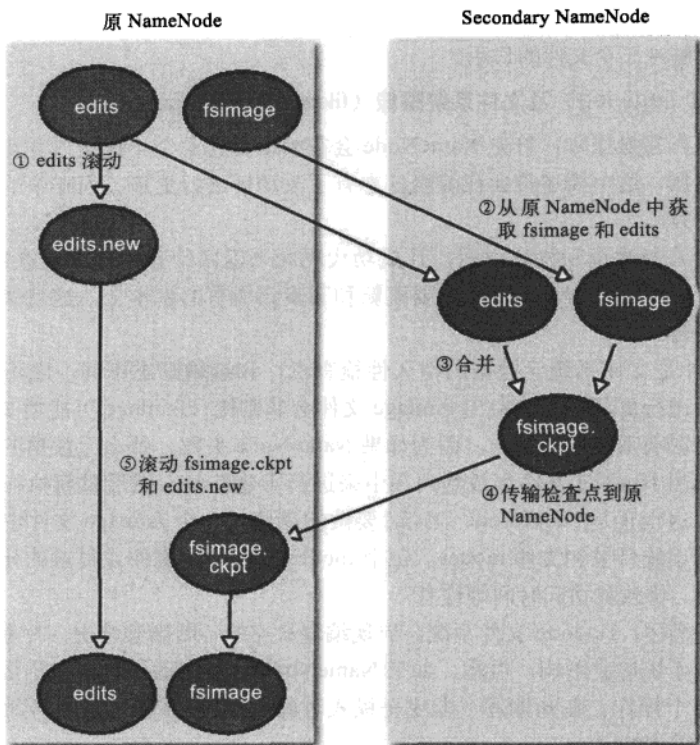 原 NameNode
Secondary NameNode
edits
fsimage
① edits 滚动
②从原 NameNode 中获
取 fsimage 和 edits
edits.new
edits
fsimage
③合并
fsimage.
ckpt
⑤滚动 fsimage.ckpt
和 edits.new
④传输检查点到原
NameNode
fsimage.
ckpt
edits
fsimage